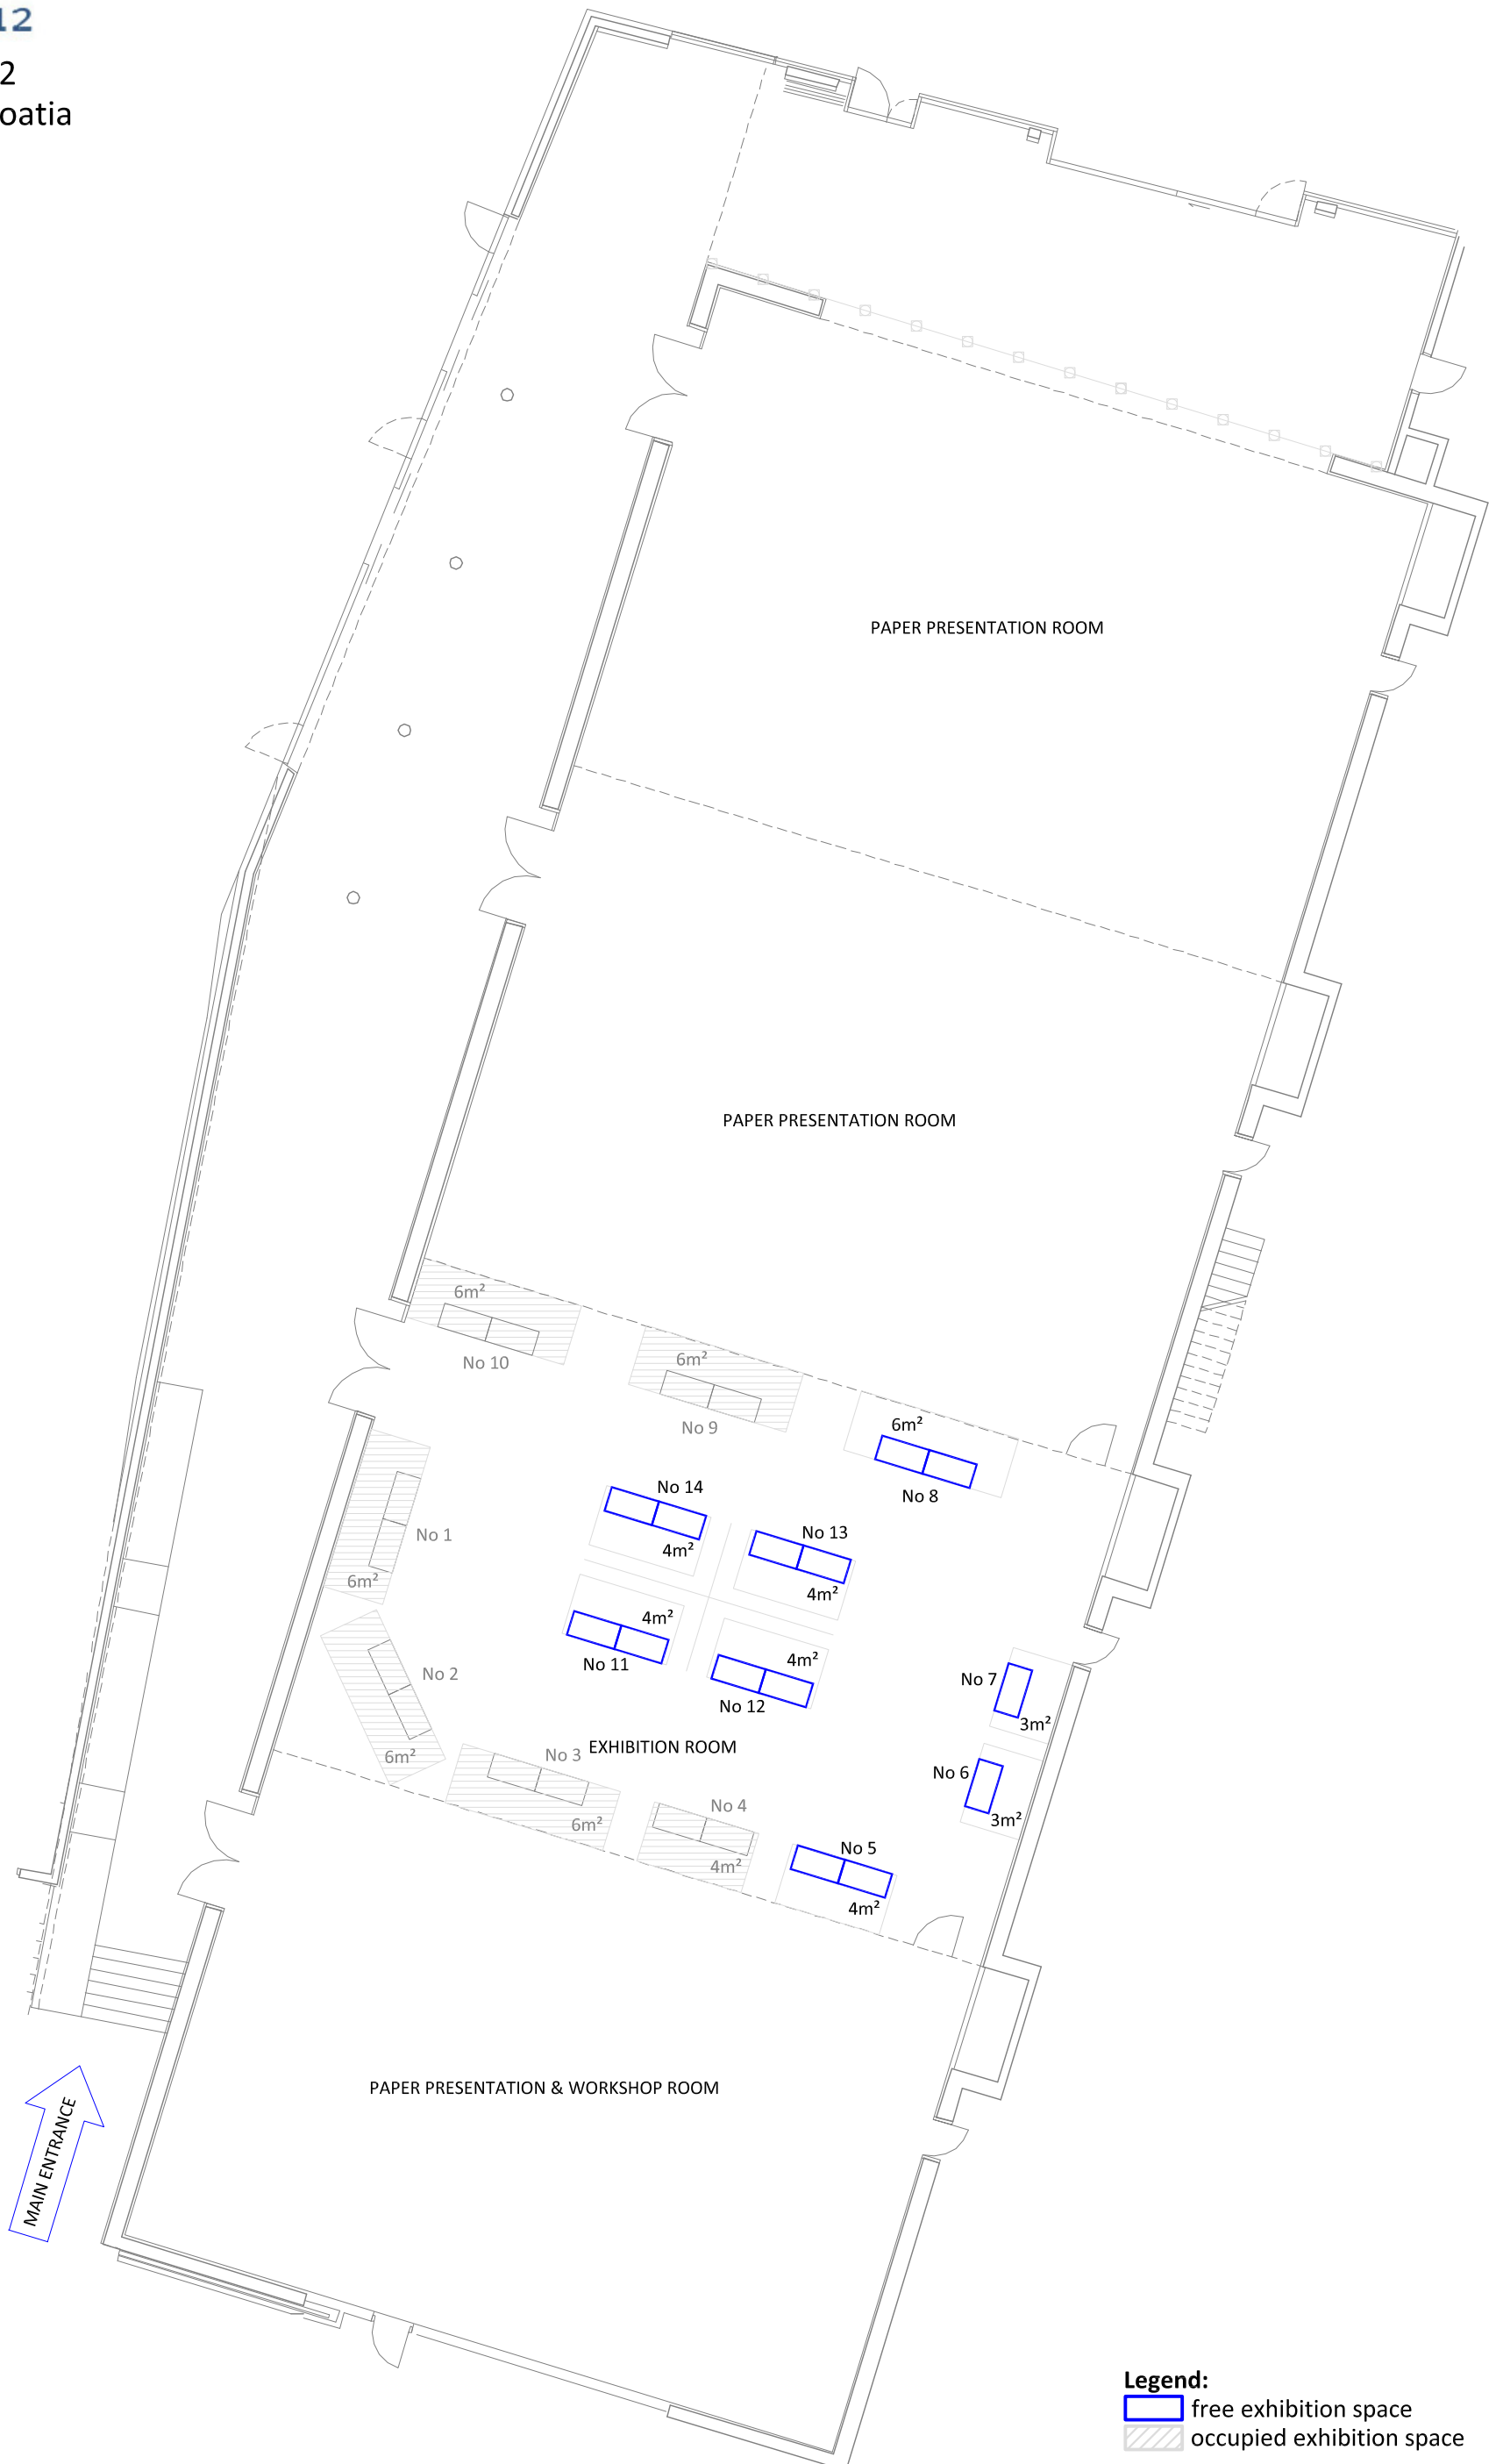 12
2
oatia
PAPER PRESENTATION ROOM
PAPER PRESENTATION ROOM
6m²
No 10
6m²
No 9
6m²
No 8
No 14
4m²
No 13
4m²
No 1
6m²
4m²
No 11
4m²
No 12
No 2
6m²
No 7
3m²
No 3
6m²
EXHIBITION ROOM
No 6
3m²
No 4
4m²
No 5
4m²
PAPER PRESENTATION & WORKSHOP ROOM
MAIN ENTRANCE
Legend:
free exhibition space
occupied exhibition space